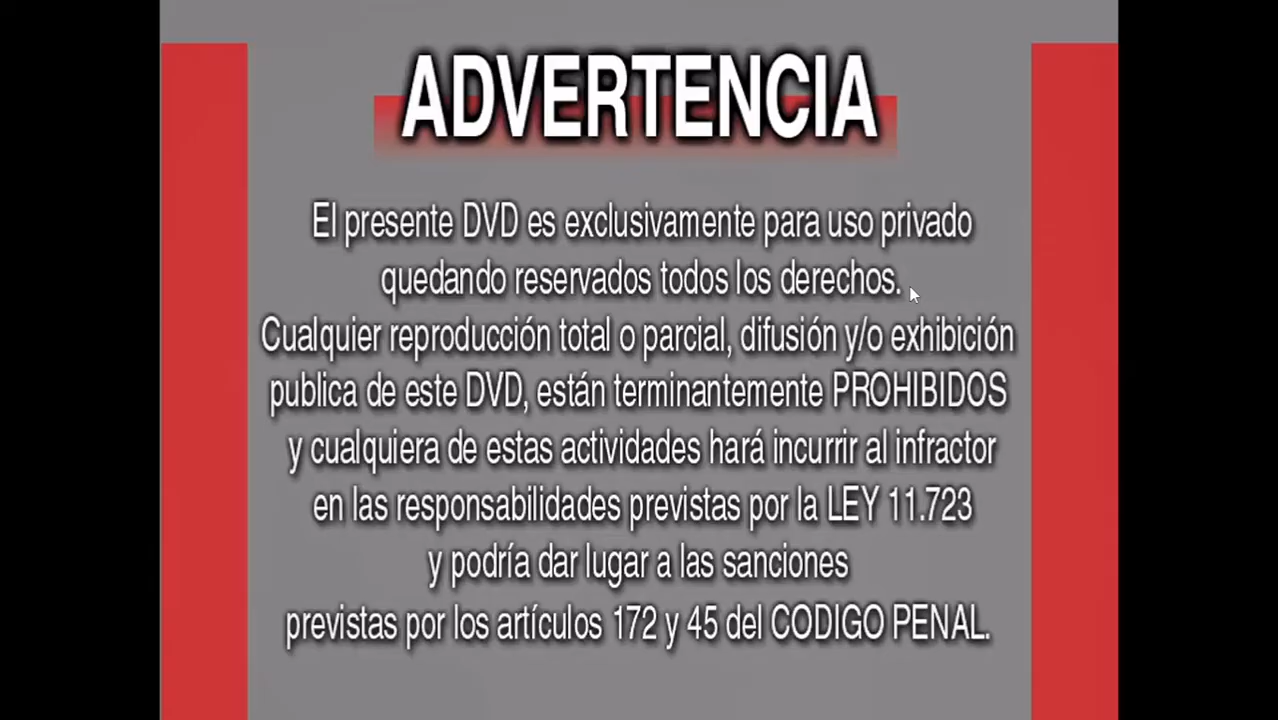 ADVERTENCIA
El presente DVD es exclusivamente para uso privado
quedando reservados todos los derechos.
Cualquier reproducción total o parcial, difusión y/o exhibición
publica de este DVD, están terminantemente PROHIBIDOS
y cualquiera de estas actividades hará incurrir al infractor
en las responsabilidades previstas por la LEY 11.723
y podría dar lugar a las sanciones
previstas por los artículos 172 y 45 del CODIGO PENAL.